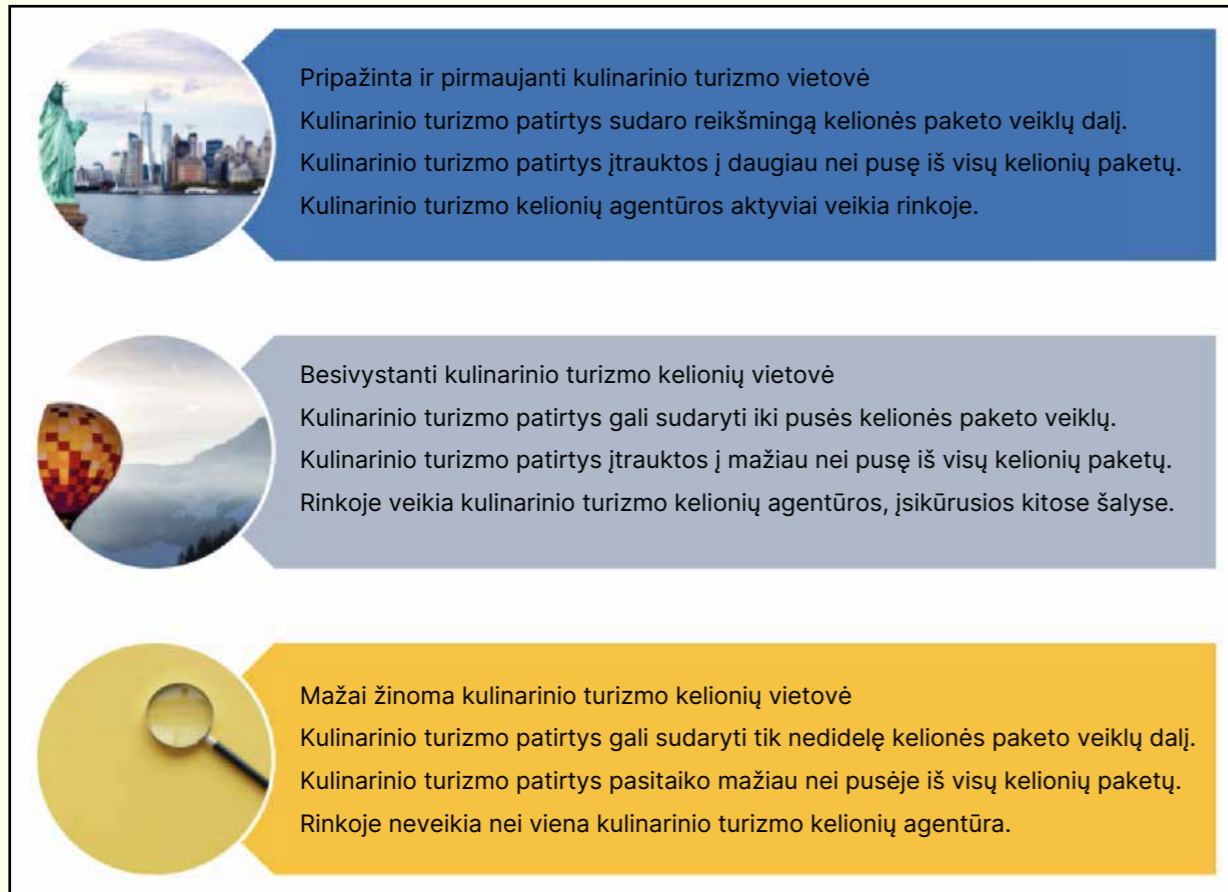 Pripažinta ir pirmaujanti kulinarinio turizmo vietovė
Kulinarinio turizmo patirtys sudaro reikšmingą kelionės paketo veiklų dalį.
Kulinarinio turizmo patirtys įtrauktos į daugiau nei pusę iš visų kelionių paketų.
Kulinarinio turizmo kelionių agentūros aktyviai veikia rinkoje.
Besivystanti kulinarinio turizmo kelionių vietovė
Kulinarinio turizmo patirtys gali sudaryti iki pusės kelionės paketo veiklų.
Kulinarinio turizmo patirtys įtrauktos į mažiau nei pusę iš visų kelionių paketų.
Rinkoje veikia kulinarinio turizmo kelionių agentūros, įsikūrusios kitose šalyse.
Mažai žinoma kulinarinio turizmo kelionių vietovė
Kulinarinio turizmo patirtys gali sudaryti tik nedidelę kelionės paketo veiklų dalį.
Kulinarinio turizmo patirtys pasitaiko mažiau nei pusėje iš visų kelionių paketų.
Rinkoje neveikia nei viena kulinarinio turizmo kelionių agentūra.